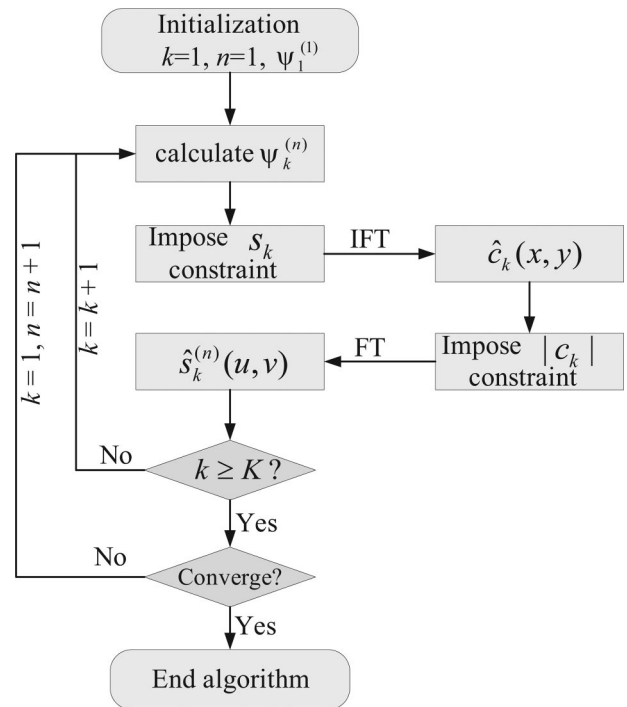 Initialization
k=1, n=1, ψ₁⁽¹⁾
calculate ψₖ⁽ⁿ⁾
Impose sₖ
constraint
IFT
ĉₖ(x, y)
Impose |cₖ|
constraint
FT
ŝₖ⁽ⁿ⁾(u, v)
k = 1, n = n + 1
k = k + 1
No
k ≥ K ?
Yes
No
Converge?
Yes
End algorithm